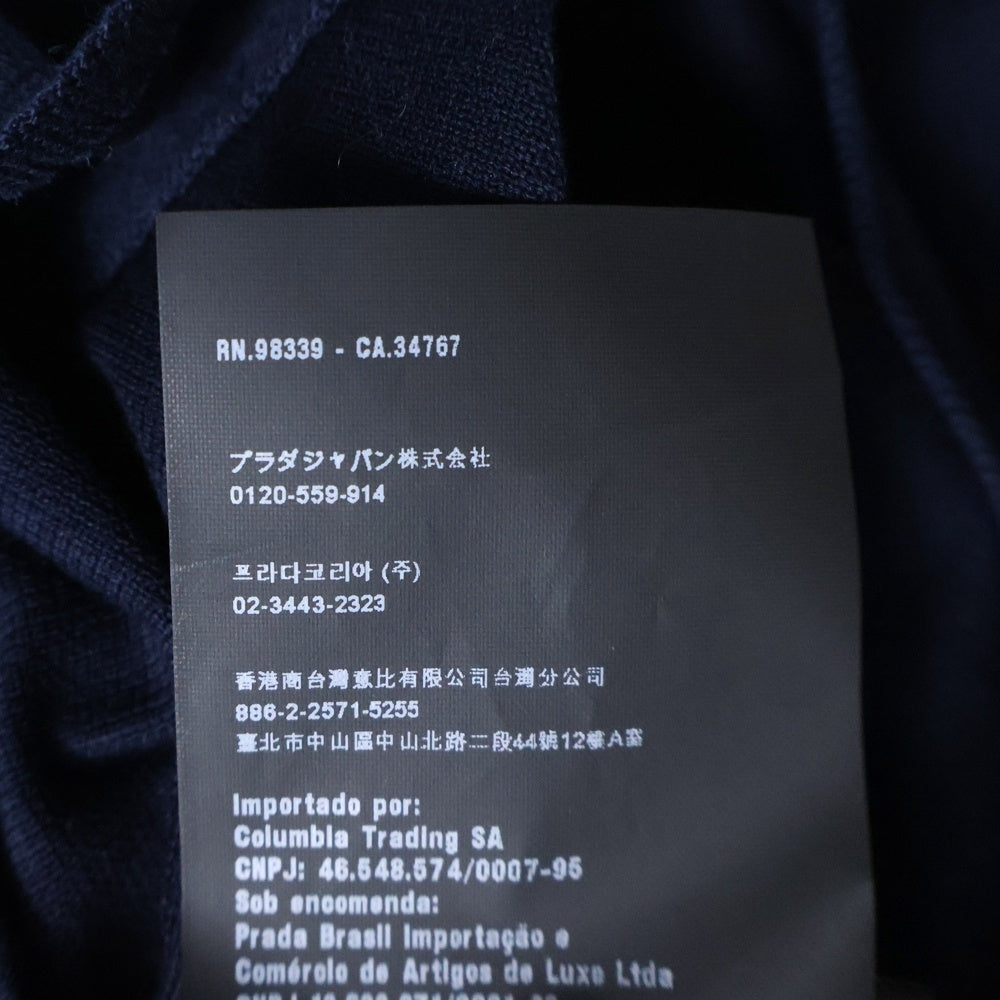 RN.98339 - CA.34767
プラダジャパン株式会社
0120-559-914
프라다코리아 (주)
02-3443-2323
香港商台灣意比有限公司台灣分公司
886-2-2571-5255
臺北市中山區中山北路二段44號12樓A室
Importado por:
Columbia Trading SA
CNPJ: 46.548.574/0007-95
Sob encomenda:
Prada Brasil Importação e
Comércio de Artigos de Luxo Ltda